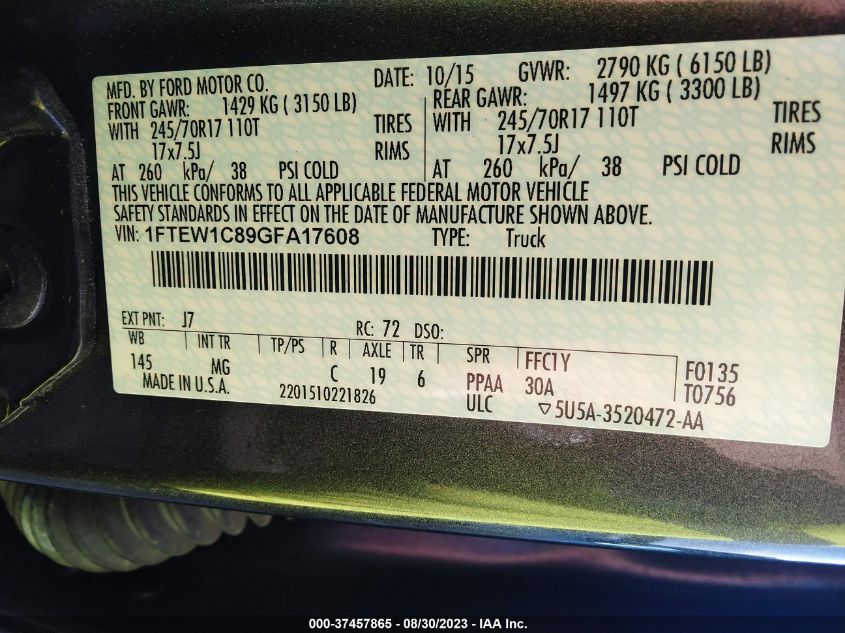 MFD. BY FORD MOTOR CO.
DATE: 10/15 GVWR: 2790 KG ( 6150 LB)
FRONT GAWR: 1429 KG ( 3150 LB) REAR GAWR: 1497 KG ( 3300 LB)
WITH 245/70R17 110T TIRES WITH 245/70R17 110T TIRES
17x7.5J RIMS 17x7.5J RIMS
AT 260 kPa/ 38 PSI COLD AT 260 kPa/ 38 PSI COLD
THIS VEHICLE CONFORMS TO ALL APPLICABLE FEDERAL MOTOR VEHICLE
SAFETY STANDARDS IN EFFECT ON THE DATE OF MANUFACTURE SHOWN ABOVE.
VIN: 1FTEW1C89GFA17608 TYPE: Truck
EXT PNT: J7 RC: 72 DSO:
WB INT TR TP/PS R AXLE TR SPR FFC1Y F0135
145 MG C 19 6 PPAA 30A T0756
MADE IN U.S.A. 2201510221826 ULC ▽5U5A-3520472-AA
000-37457865 - 08/30/2023 - IAA Inc.